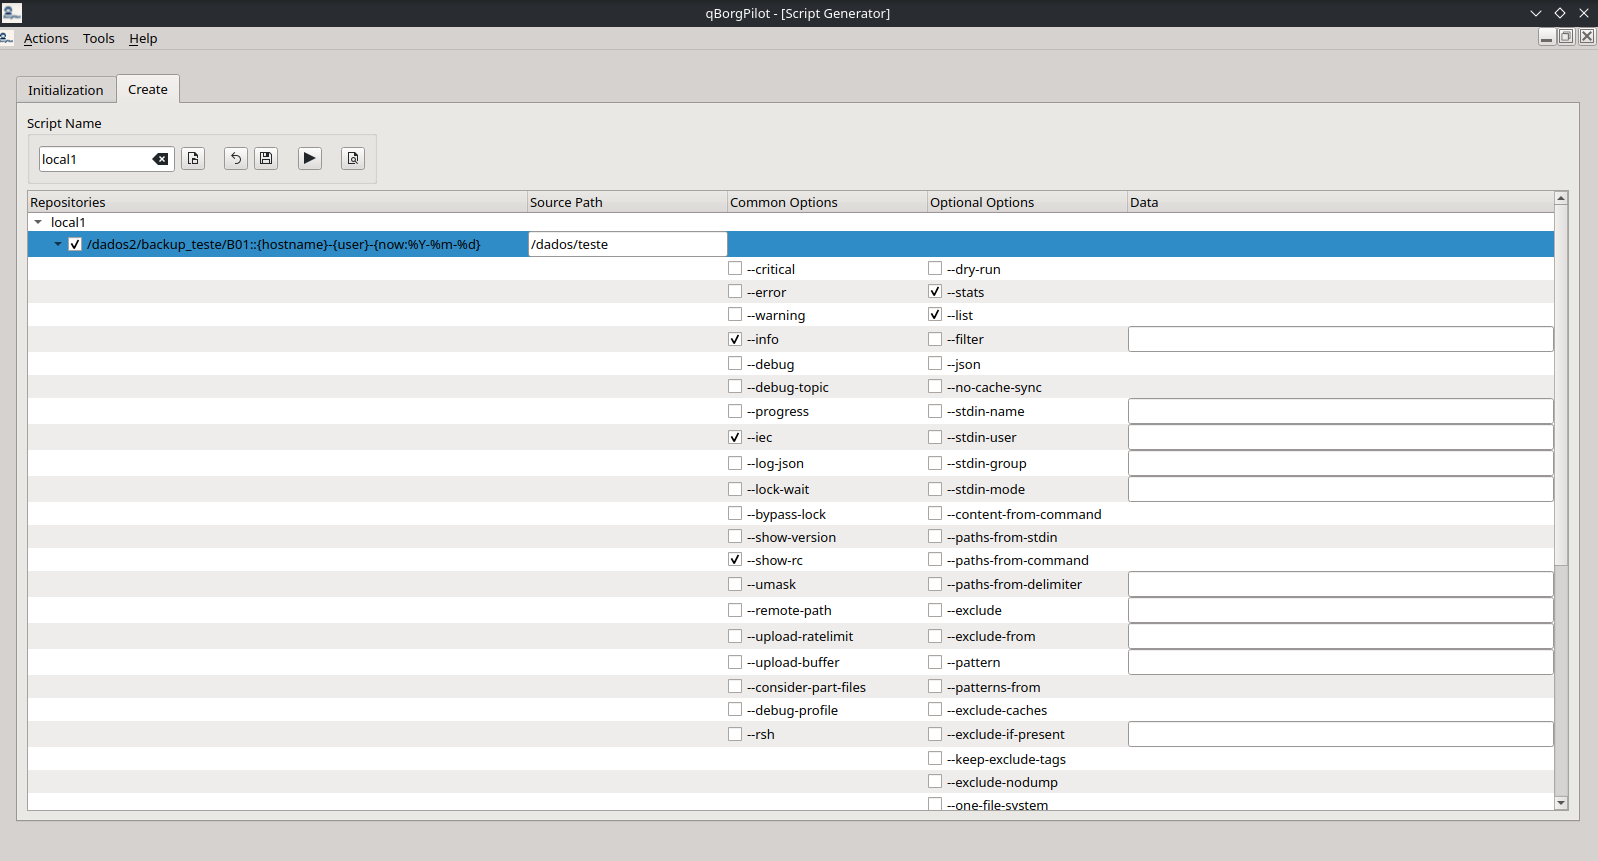 qBorgPilot - [Script Generator]
Actions Tools Help
Initialization Create
Script Name
local1
Repositories Source Path Common Options Optional Options Data
local1
/dados2/backup_teste/B01::{hostname}-{user}-{now:%Y-%m-%d} /dados/teste
--critical --dry-run
--error --stats
--warning --list
--info --filter
--debug --json
--debug-topic --no-cache-sync
--progress --stdin-name
--iec --stdin-user
--log-json --stdin-group
--lock-wait --stdin-mode
--bypass-lock --content-from-command
--show-version --paths-from-stdin
--show-rc --paths-from-command
--umask --paths-from-delimiter
--remote-path --exclude
--upload-ratelimit --exclude-from
--upload-buffer --pattern
--consider-part-files --patterns-from
--debug-profile --exclude-caches
--rsh --exclude-if-present
--keep-exclude-tags
--exclude-nodump
--one-file-system